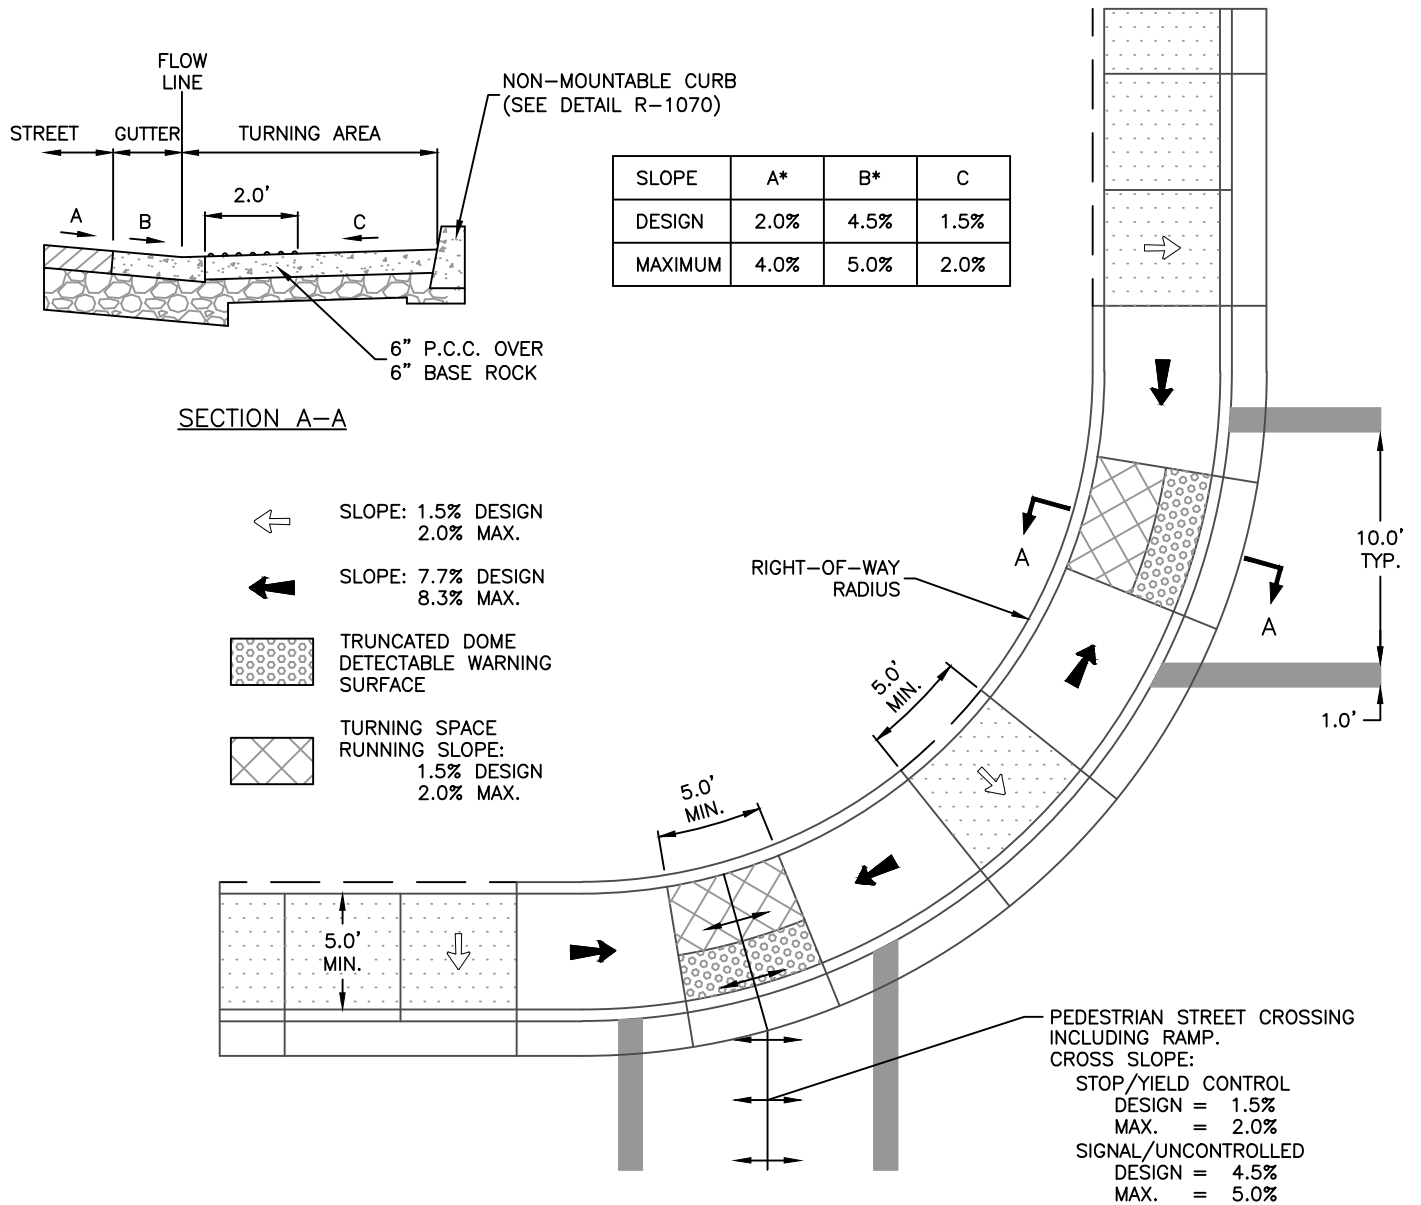 FLOW
LINE
NON-MOUNTABLE CURB
(SEE DETAIL R-1070)
STREET GUTTER TURNING AREA
2.0'
A B C
6" P.C.C. OVER
6" BASE ROCK
SECTION A-A
SLOPE A* B* C
DESIGN 2.0% 4.5% 1.5%
MAXIMUM 4.0% 5.0% 2.0%
SLOPE: 1.5% DESIGN
2.0% MAX.
SLOPE: 7.7% DESIGN
8.3% MAX.
TRUNCATED DOME
DETECTABLE WARNING
SURFACE
TURNING SPACE
RUNNING SLOPE:
1.5% DESIGN
2.0% MAX.
RIGHT-OF-WAY
RADIUS
A
A
10.0'
TYP.
1.0'
5.0'
MIN.
5.0'
MIN.
5.0'
MIN.
PEDESTRIAN STREET CROSSING
INCLUDING RAMP.
CROSS SLOPE:
STOP/YIELD CONTROL
DESIGN = 1.5%
MAX. = 2.0%
SIGNAL/UNCONTROLLED
DESIGN = 4.5%
MAX. = 5.0%